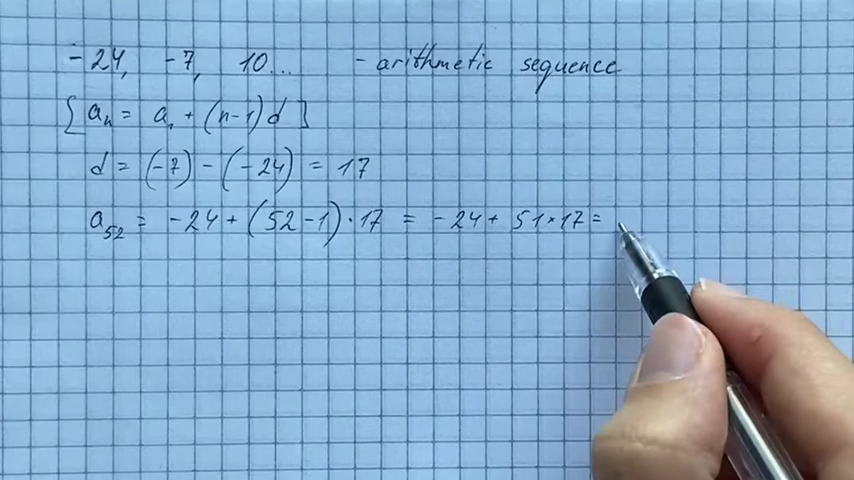 -24, -7, 10... - arithmetic sequence
[aₙ = a₁ + (n-1)d]
d = (-7) - (-24) = 17
a₅₂ = -24 + (52-1)·17 = -24 + 51×17 =